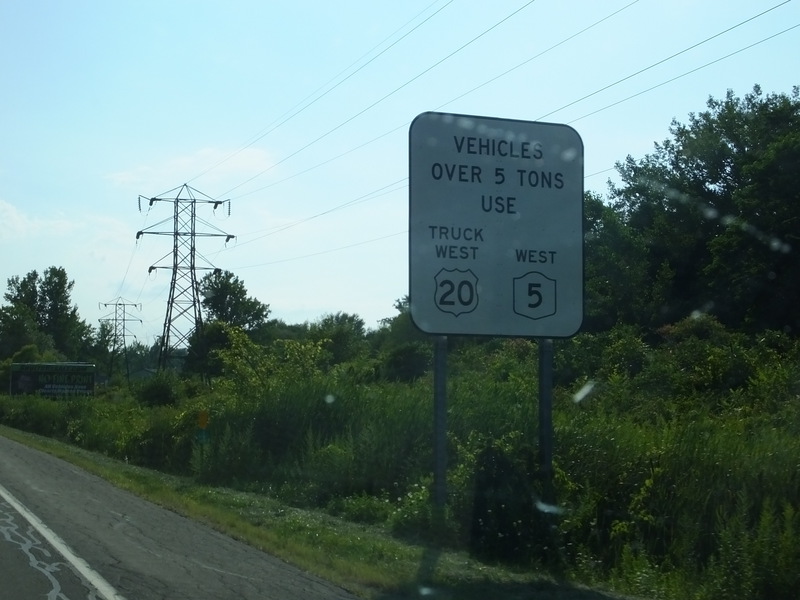 VEHICLES
OVER 5 TONS
USE
TRUCK
WEST WEST
20 5